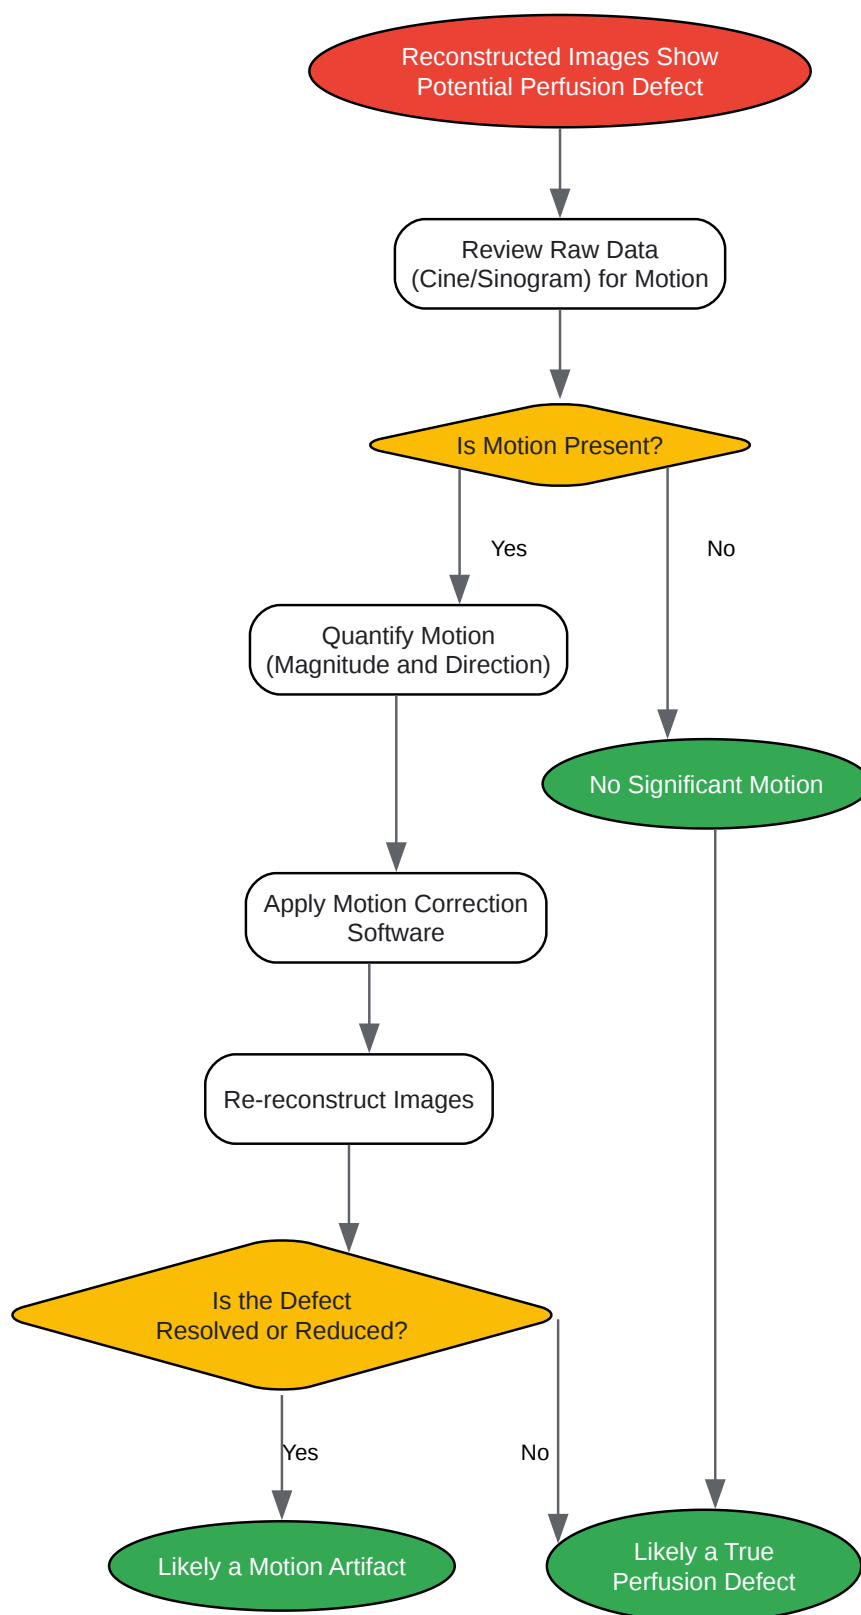 Reconstructed Images Show
Potential Perfusion Defect
Review Raw Data
(Cine/Sinogram) for Motion
Is Motion Present?
Yes
No
Quantify Motion
(Magnitude and Direction)
No Significant Motion
Apply Motion Correction
Software
Re-reconstruct Images
Is the Defect
Resolved or Reduced?
Yes
No
Likely a Motion Artifact
Likely a True
Perfusion Defect